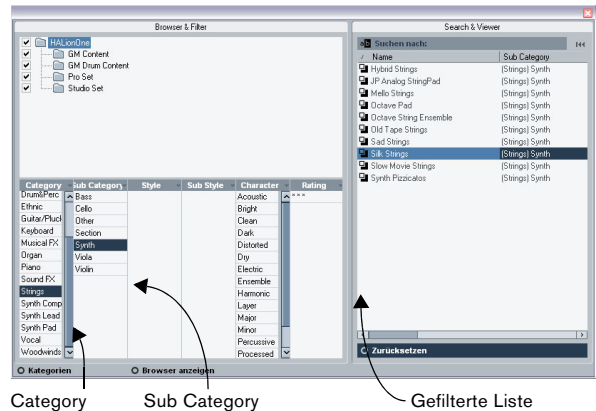 Browser & Filter
Search & Viewer
HALionOne
GM Content
GM Drum Content
Pro Set
Studio Set
Suchen nach:
Name
Sub Category
Hybrid Strings
(Strings) Synth
JP Analog StringPad
(Strings) Synth
Mello Strings
(Strings) Synth
Octave Pad
(Strings) Synth
Octave String Ensemble
(Strings) Synth
Old Tape Strings
(Strings) Synth
Sad Strings
(Strings) Synth
Silk Strings
(Strings) Synth
Slow Movie Strings
(Strings) Synth
Synth Pizzicatos
(Strings) Synth
Category
Sub Category
Style
Sub Style
Character
Rating
Drum&Perc
Ethnic
Guitar/Pluck
Keyboard
Musical FX
Organ
Piano
Sound FX
Strings
Synth Comp
Synth Lead
Synth Pad
Vocal
Woodwinds
Bass
Cello
Other
Section
Synth
Viola
Violin
Acoustic
Bright
Clean
Dark
Distorted
Dry
Electric
Ensemble
Harmonic
Layer
Major
Minor
Percussive
Processed
***
Kategorien
Browser anzeigen
Zurücksetzen
Category
Sub Category
Gefilterte Liste